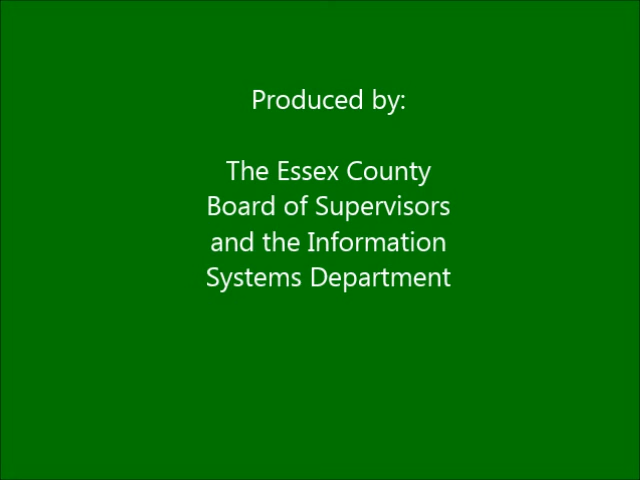 Produced by:
The Essex County
Board of Supervisors
and the Information
Systems Department